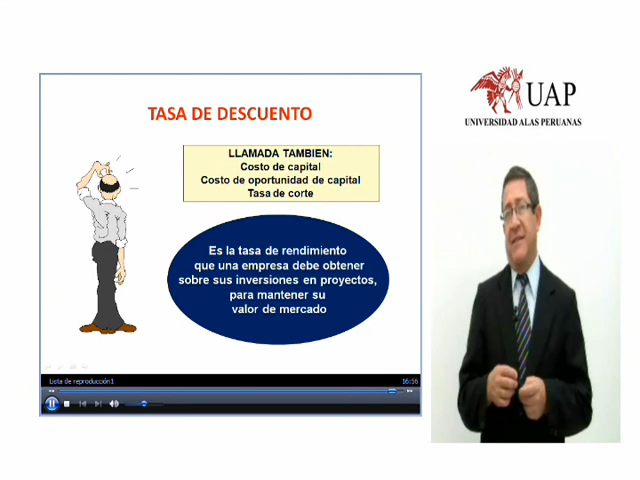 TASA DE DESCUENTO
LLAMADA TAMBIEN:
Costo de capital
Costo de oportunidad de capital
Tasa de corte
Es la tasa de rendimiento
que una empresa debe obtener
sobre sus inversiones en proyectos,
para mantener su
valor de mercado
Lista de reproducción1
16:56
UAP
UNIVERSIDAD ALAS PERUANAS